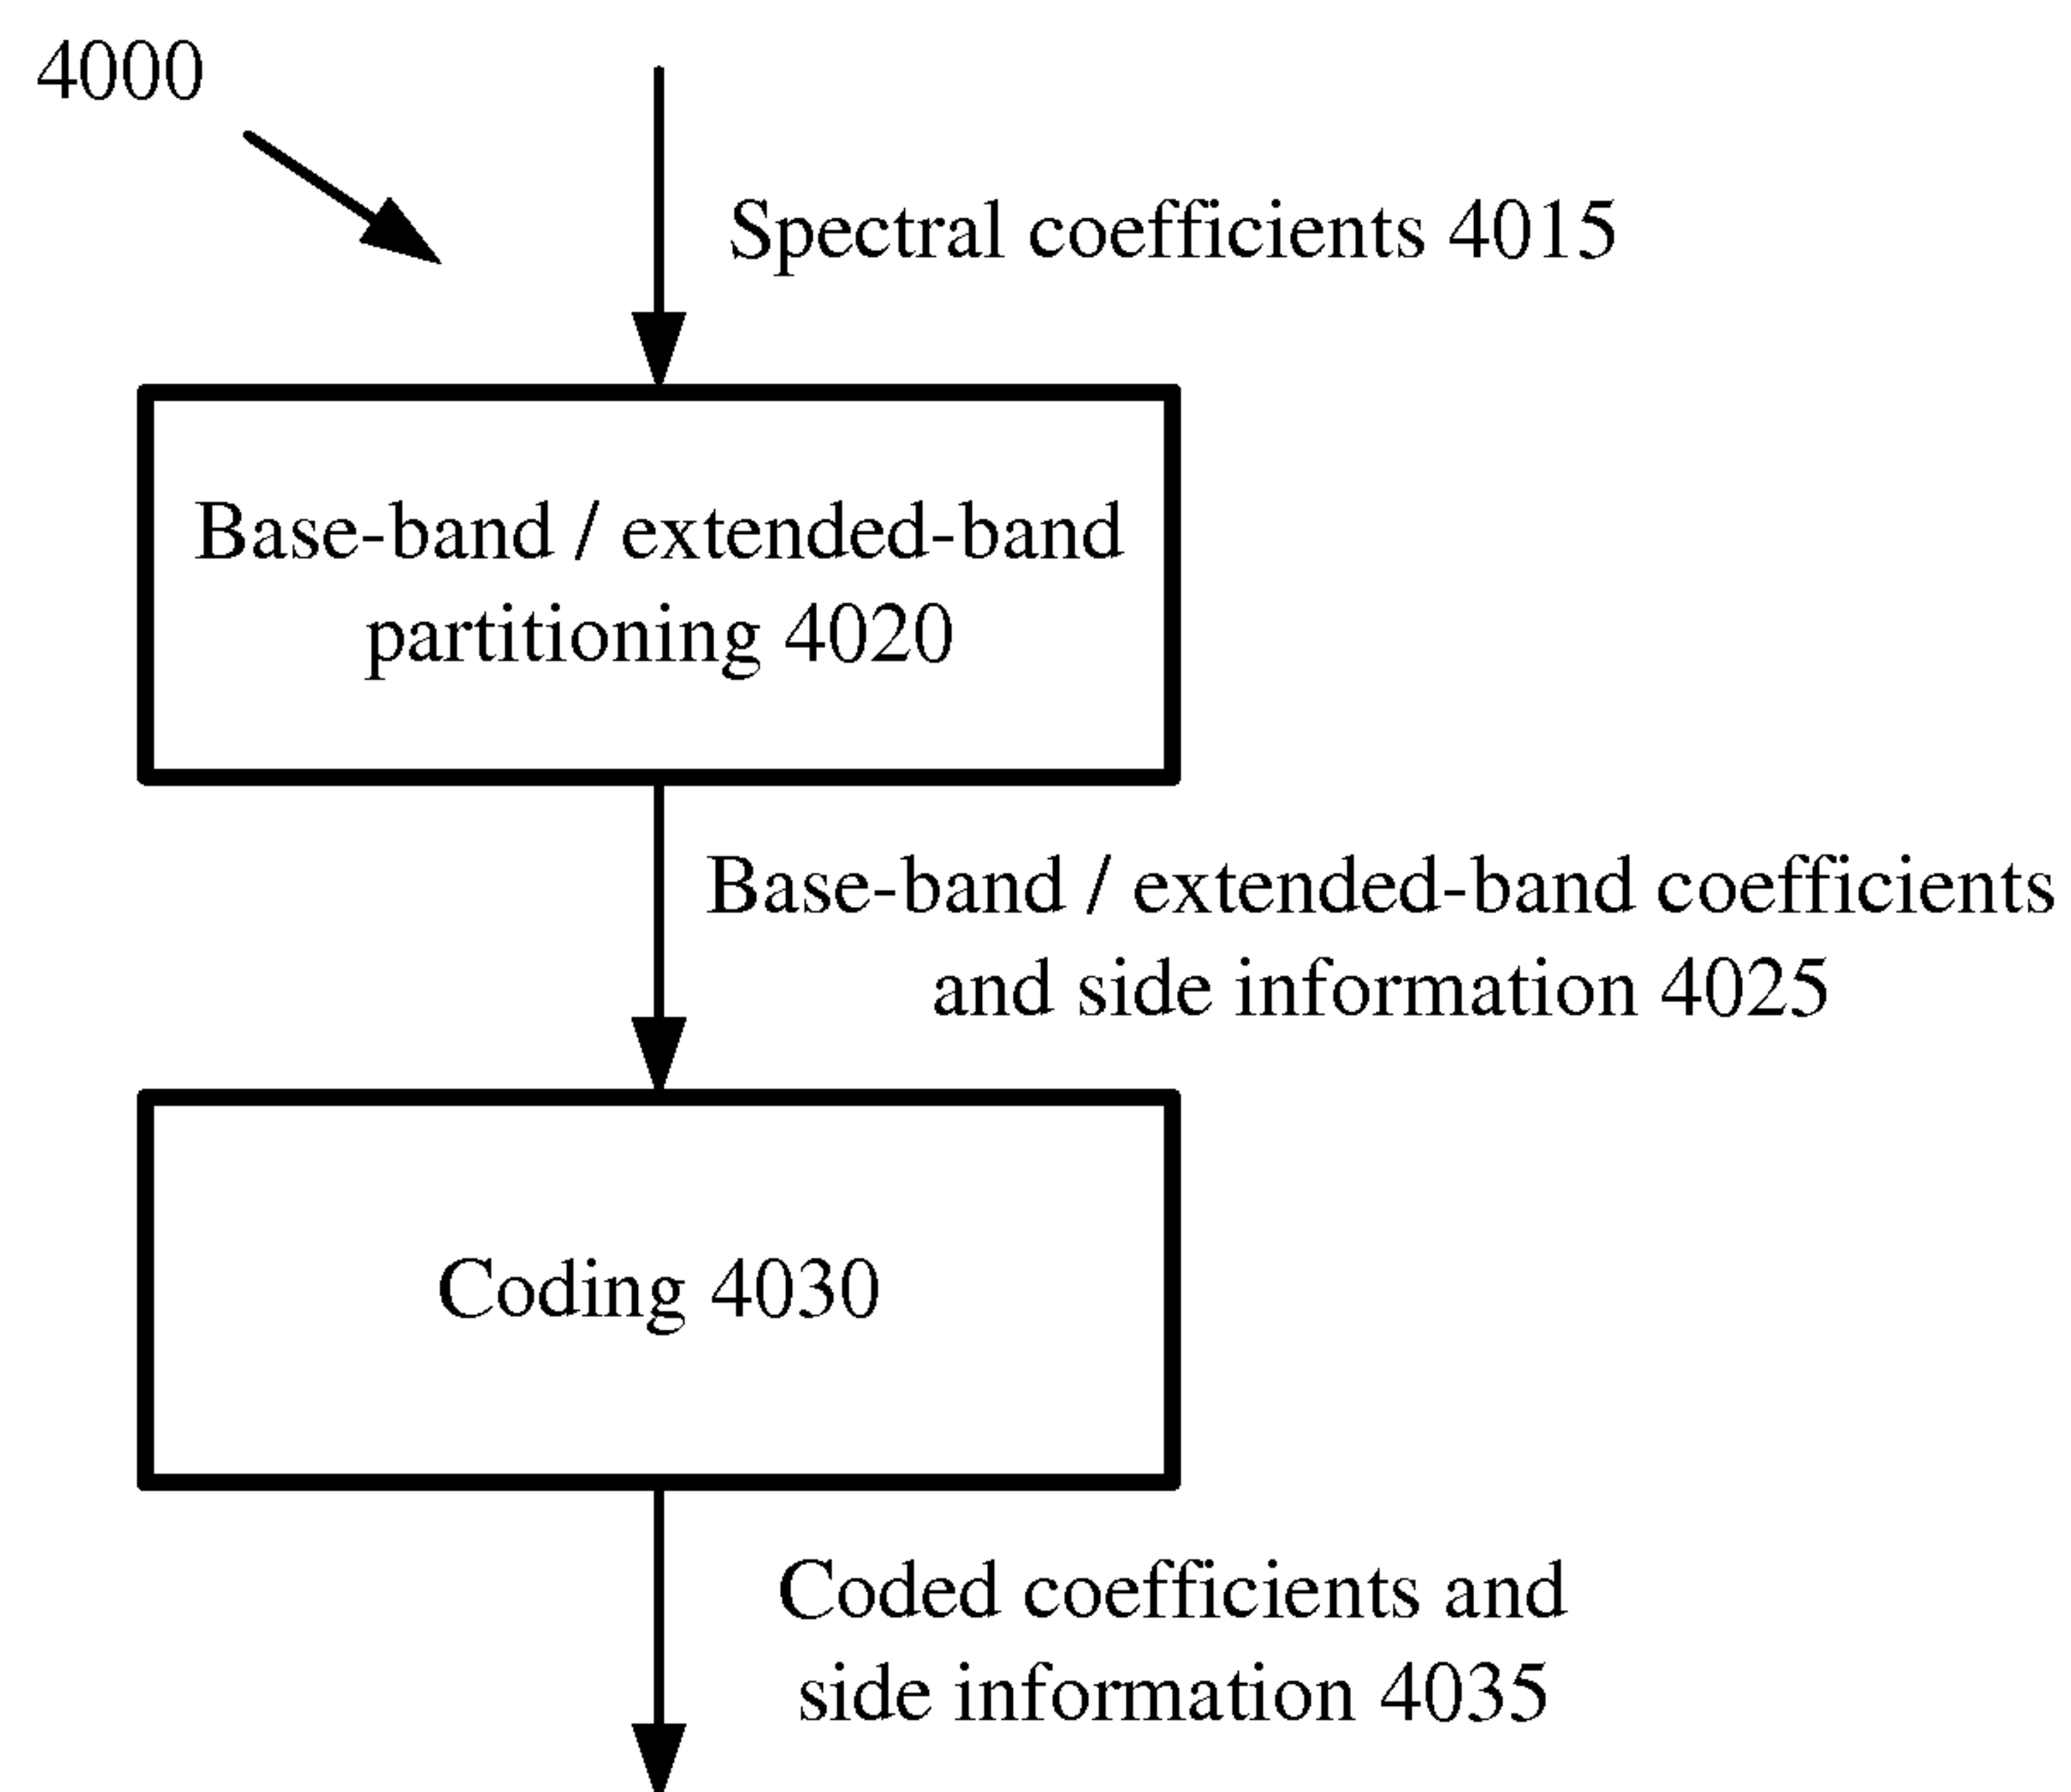 4000
Spectral coefficients 4015
Base-band / extended-band
partitioning 4020
Base-band / extended-band coefficients
and side information 4025
Coding 4030
Coded coefficients and
side information 4035